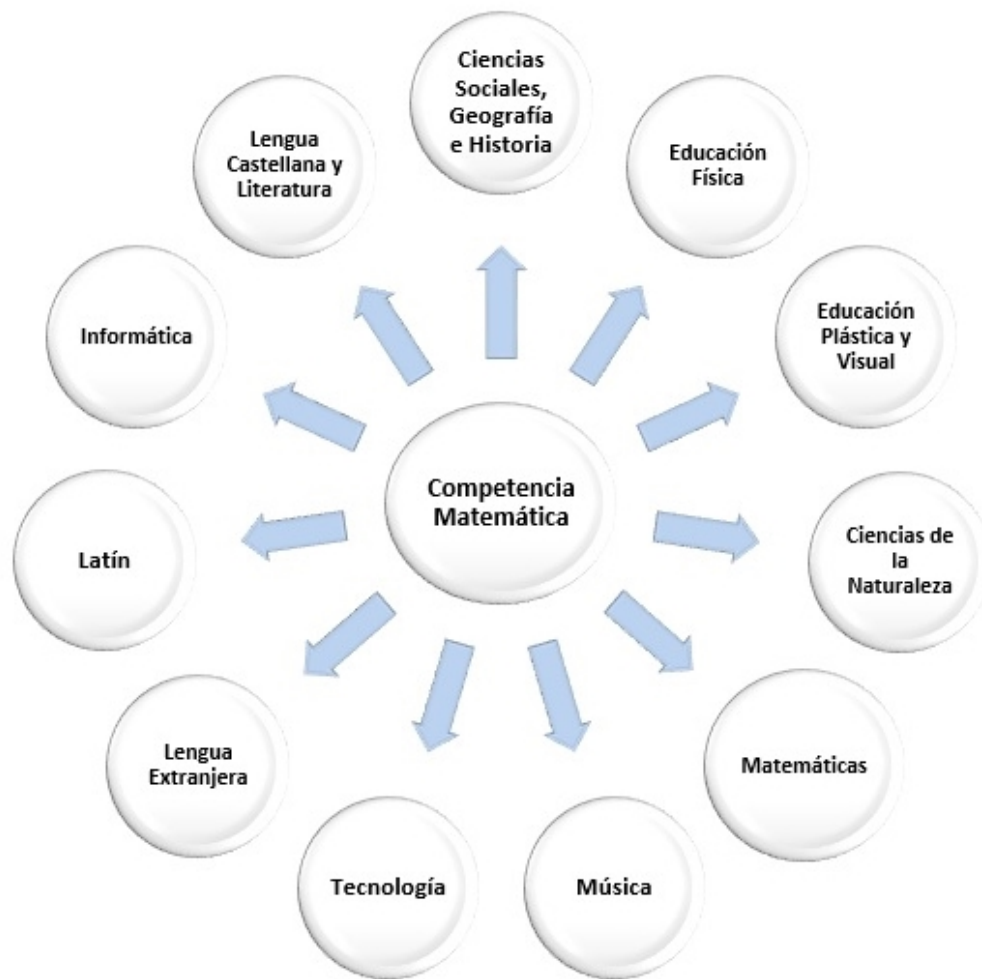 Ciencias
Sociales,
Geografía
e Historia
Educación
Física
Educación
Plástica y
Visual
Ciencias de
la
Naturaleza
Matemáticas
Música
Tecnología
Lengua
Extranjera
Latín
Informática
Lengua
Castellana y
Literatura
Competencia
Matemática